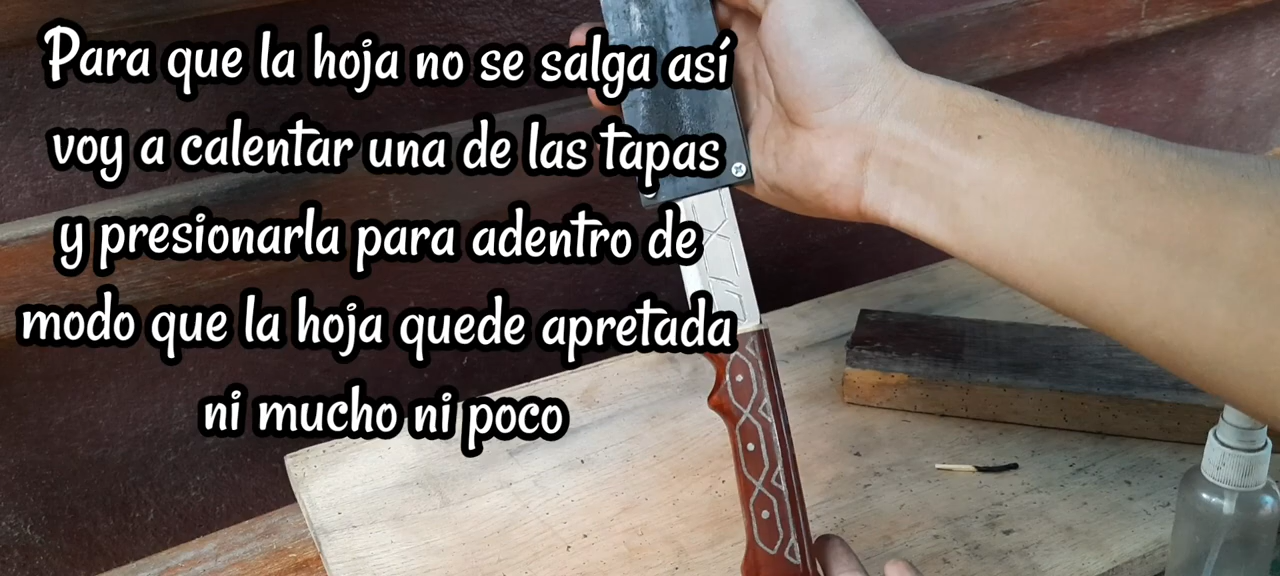 Para que la hoja no se salga así
voy a calentar una de las tapas
y presionarla para adentro de
modo que la hoja quede apretada
ni mucho ni poco